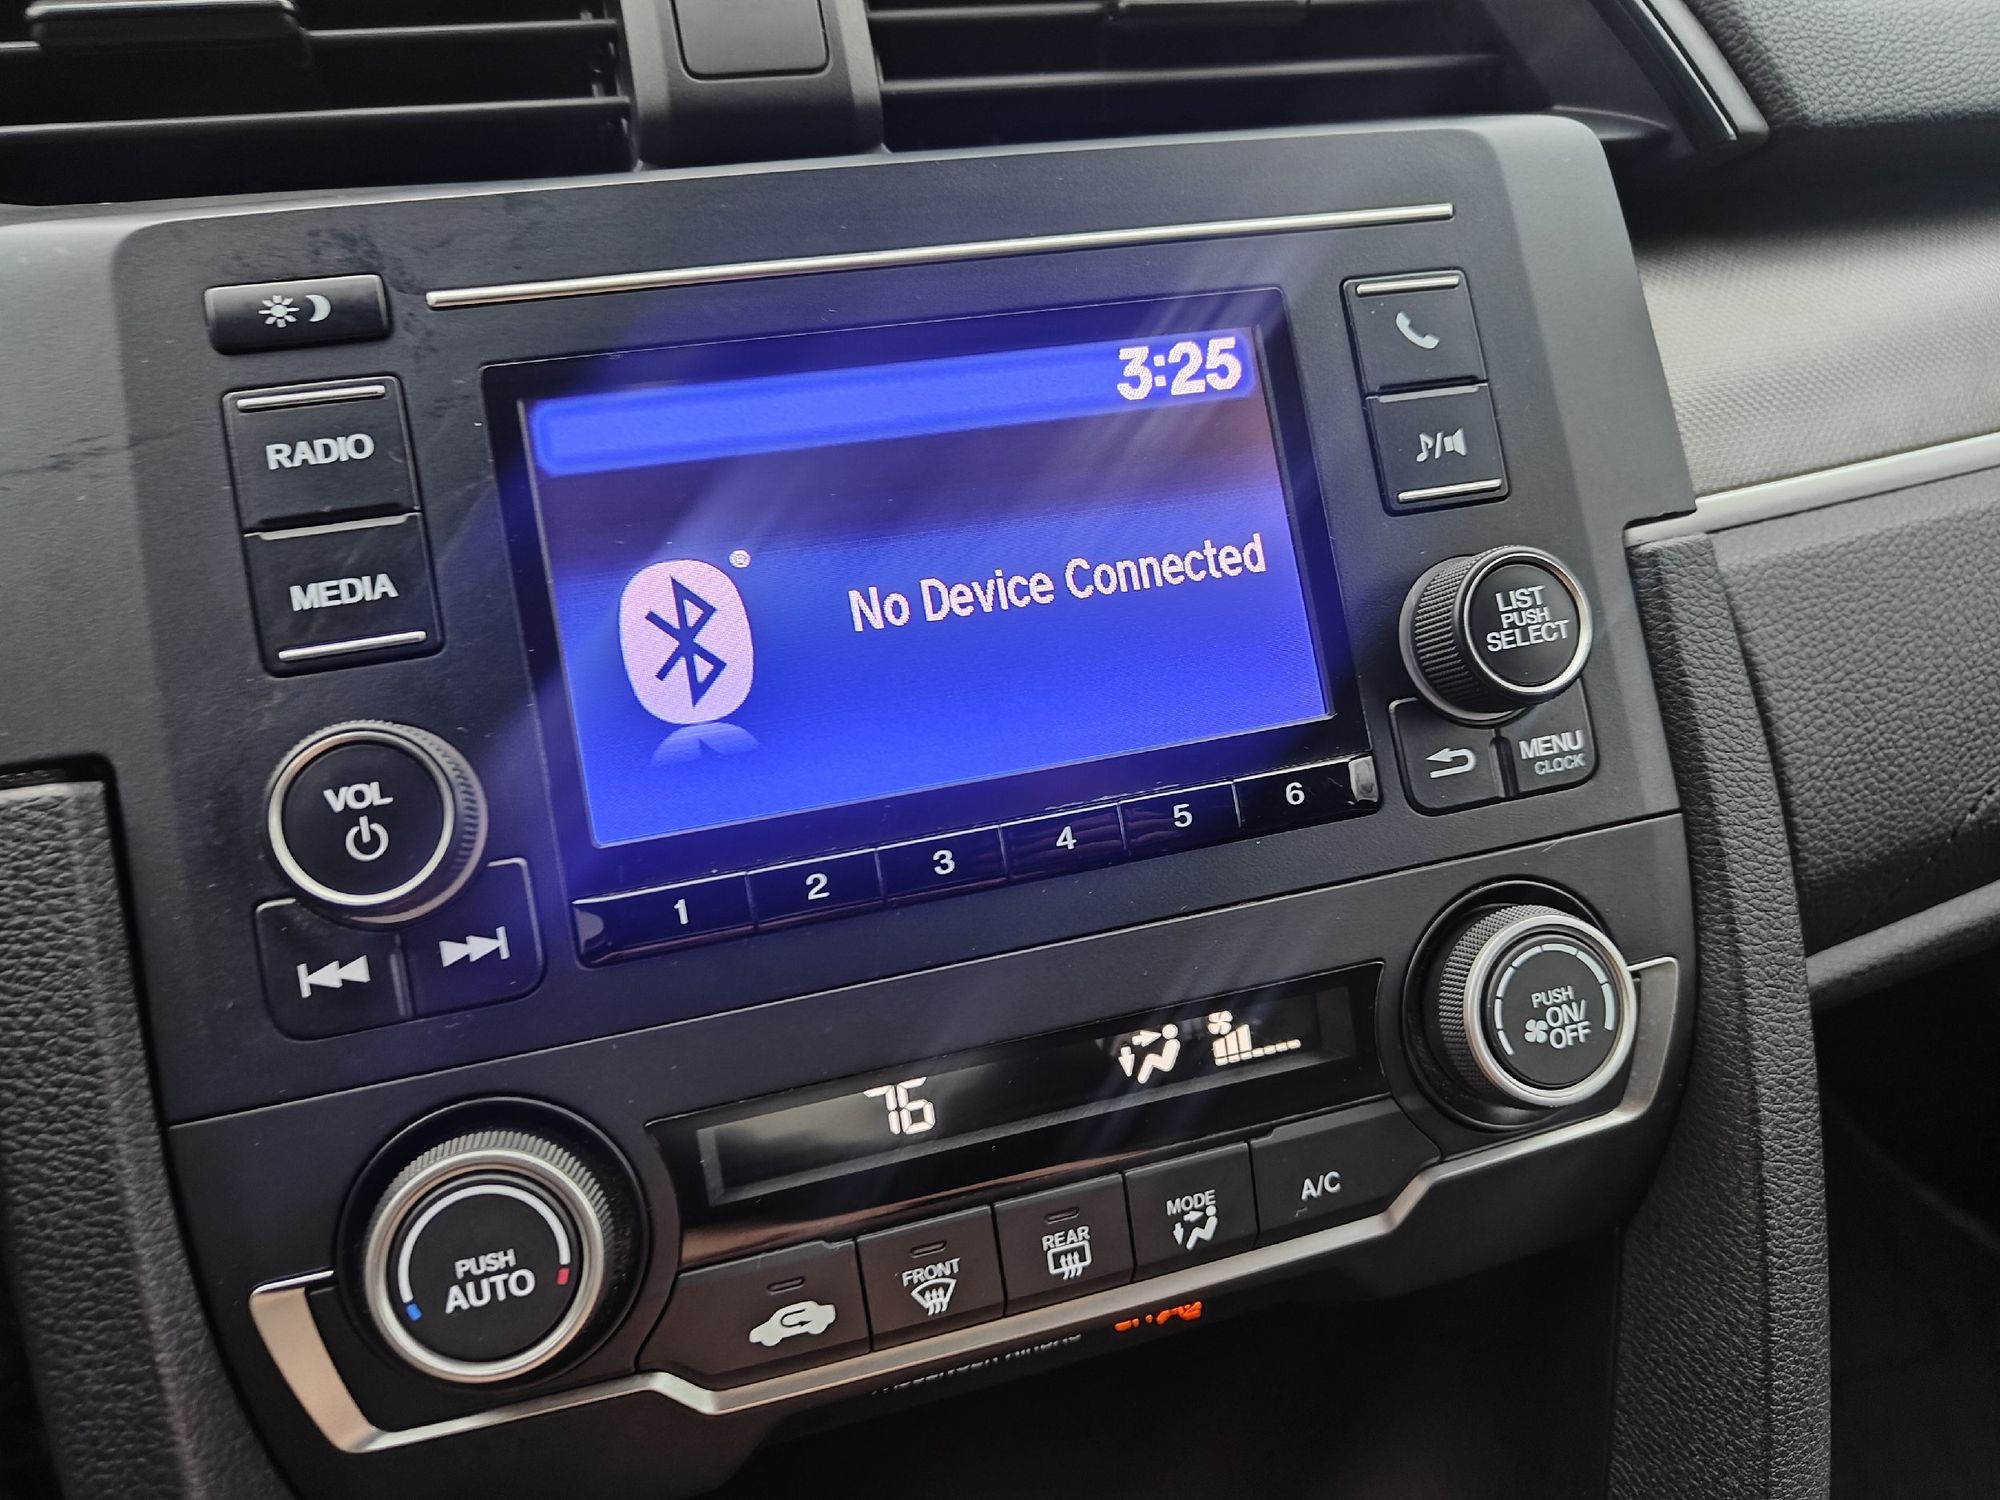 3:25
RADIO
MEDIA
®
No Device Connected
LIST
PUSH
SELECT
MENU
CLOCK
VOL
1 2 3 4 5 6
PUSH
ON/
OFF
76
PUSH
AUTO
FRONT
REAR
MODE
A/C